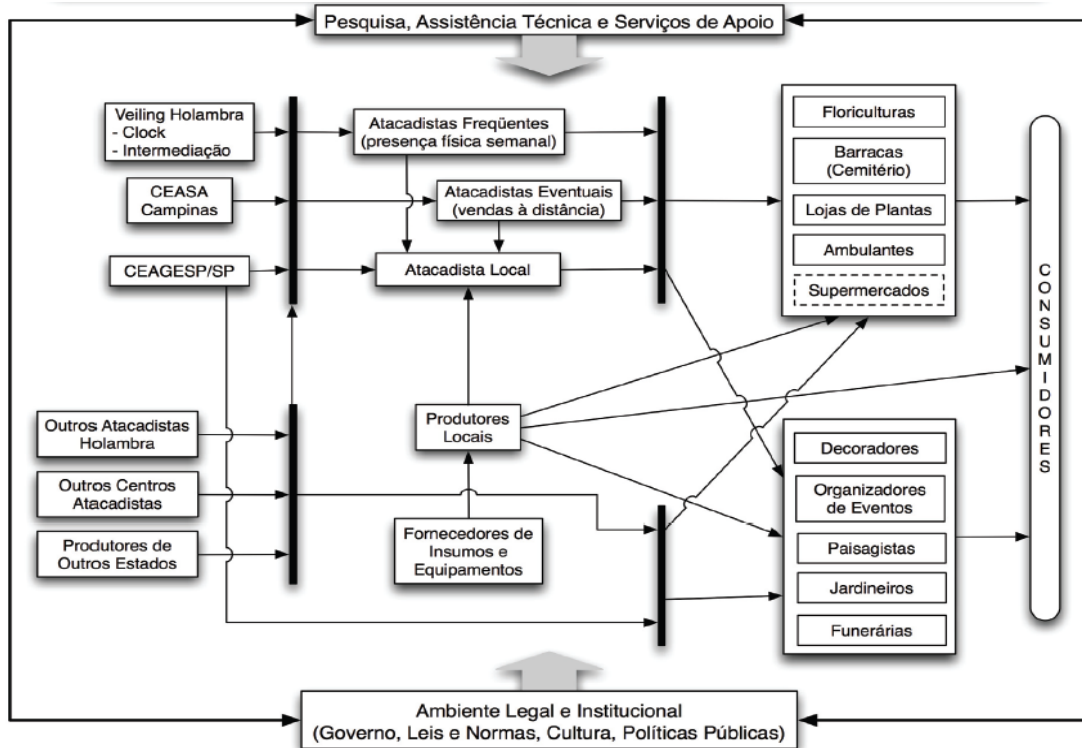 Pesquisa, Assistência Técnica e Serviços de Apoio
Veiling Holambra
- Clock
- Intermediação
CEASA
Campinas
CEAGESP/SP
Atacadistas Freqüentes
(presença física semanal)
Atacadistas Eventuais
(vendas à distância)
Atacadista Local
Floriculturas
Barracas
(Cemitério)
Lojas de Plantas
Ambulantes
Supermercados
CONSUMIDORES
Outros Atacadistas
Holambra
Outros Centros
Atacadistas
Produtores de
Outros Estados
Produtores
Locais
Fornecedores de
Insumos e
Equipamentos
Decoradores
Organizadores
de Eventos
Paisagistas
Jardineiros
Funerárias
Ambiente Legal e Institucional
(Governo, Leis e Normas, Cultura, Políticas Públicas)